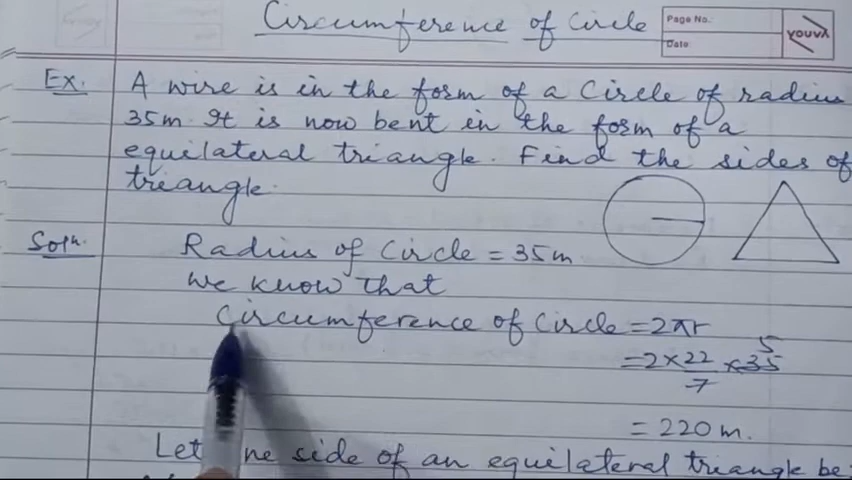 Circumference of Circle
Page No.
Date
YOUVA
Ex. A wire is in the form of a Circle of radius
35m. It is now bent in the form of a
equilateral triangle. Find the sides of
triangle.
Soln. Radius of Circle = 35m
We know that
Circumference of Circle = 2πr
= 2 × 22/7 × 35 5
= 220 m.
Let side of an equilateral triangle be